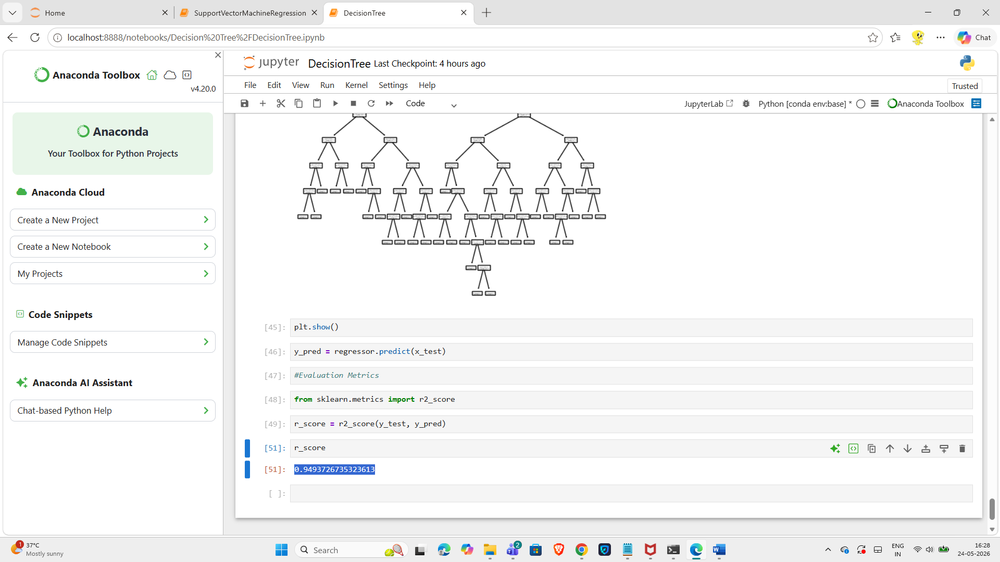 Home
SupportVectorMachineRegression
DecisionTree
localhost:8888/notebooks/Decision%20Tree%2FDecisionTree.ipynb
Chat
Anaconda Toolbox
v4.20.0
Anaconda
Your Toolbox for Python Projects
Anaconda Cloud
Create a New Project
Create a New Notebook
My Projects
Code Snippets
Manage Code Snippets
Anaconda AI Assistant
Chat-based Python Help
jupyter DecisionTree Last Checkpoint: 4 hours ago
File Edit View Run Kernel Settings Help
Trusted
Code
JupyterLab
Python [conda env:base] *
Anaconda Toolbox
[45]: plt.show()
[46]: y_pred = regressor.predict(x_test)
[47]: #Evaluation Metrics
[48]: from sklearn.metrics import r2_score
[49]: r_score = r2_score(y_test, y_pred)
[51]: r_score
[51]: 0.9493726735323613
[ ]:
1
37°C
Mostly sunny
Search
2
ENG
IN
16:28
24-05-2026